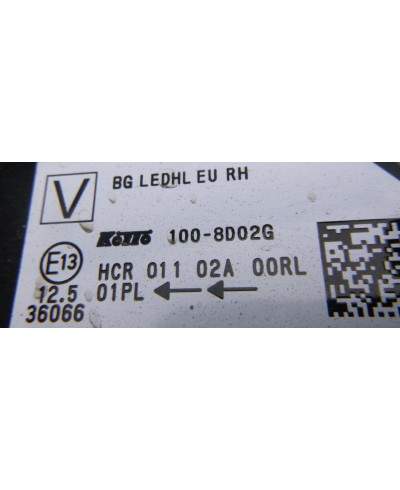 V
BG LEDHL EU RH
KOITO 100-8D02G
E13 HCR 011 02A 00RL
12.5 01PL ← ←
36066